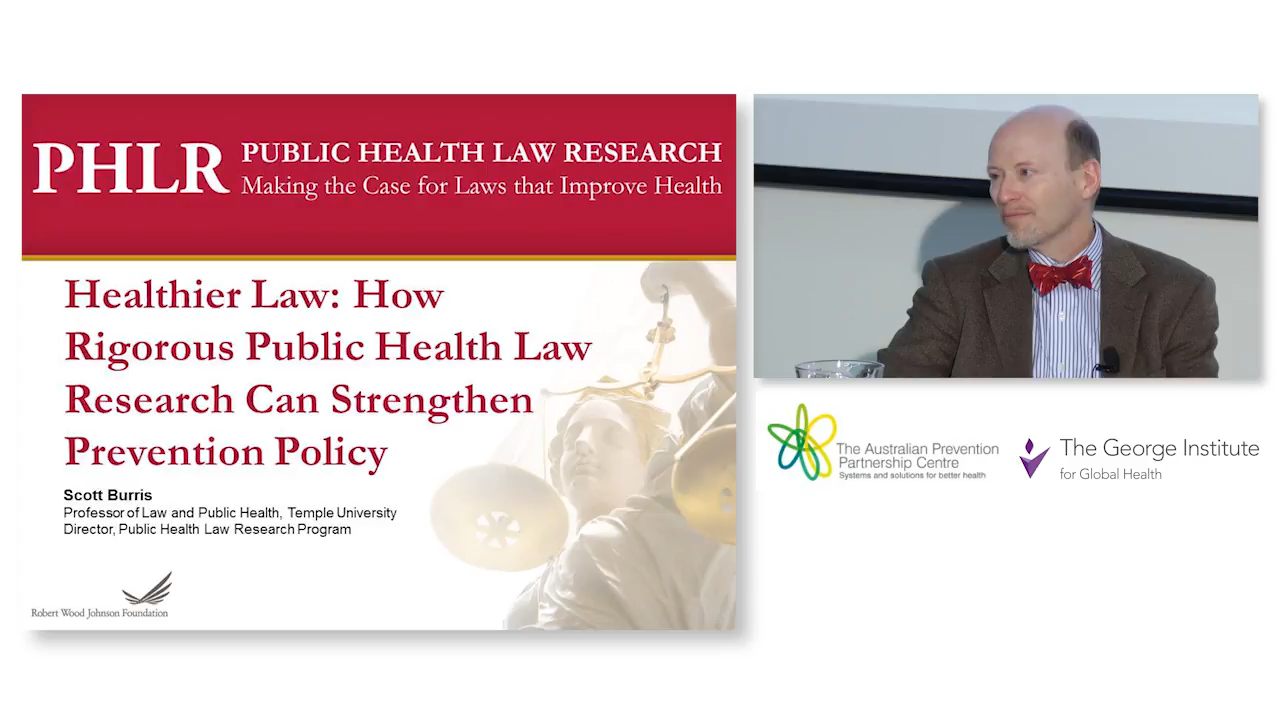 PHLR PUBLIC HEALTH LAW RESEARCH
Making the Case for Laws that Improve Health
Healthier Law: How
Rigorous Public Health Law
Research Can Strengthen
Prevention Policy
Scott Burris
Professor of Law and Public Health, Temple University
Director, Public Health Law Research Program
Robert Wood Johnson Foundation
The Australian Prevention
Partnership Centre
Systems and solutions for better health
The George Institute
for Global Health